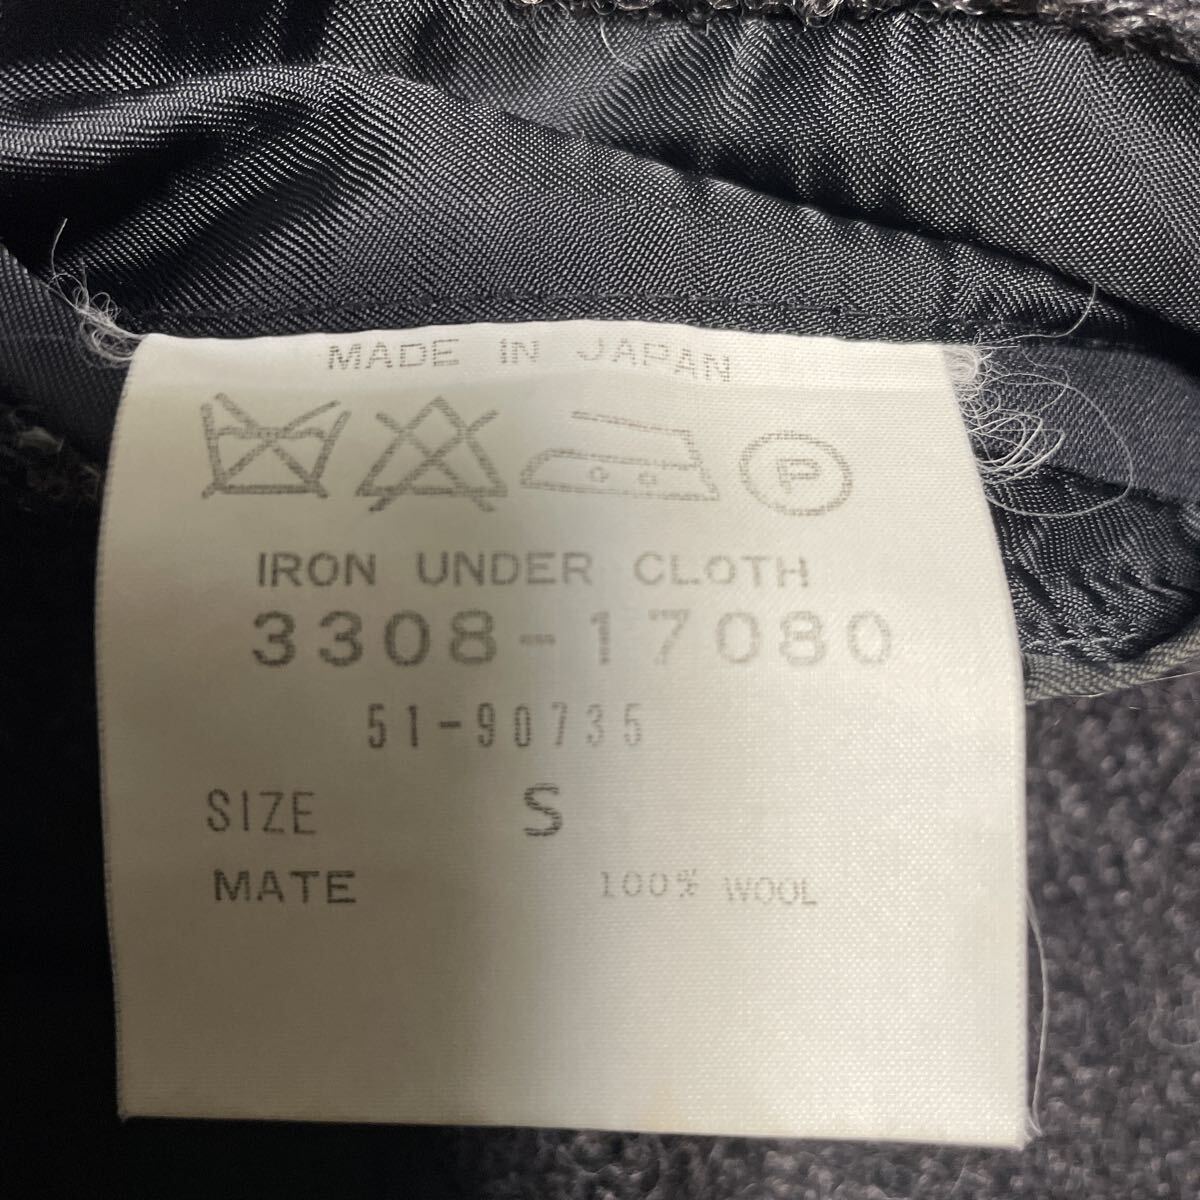 MADE IN JAPAN
P
IRON UNDER CLOTH
3308-17080
51-90735
SIZE S
MATE 100% WOOL